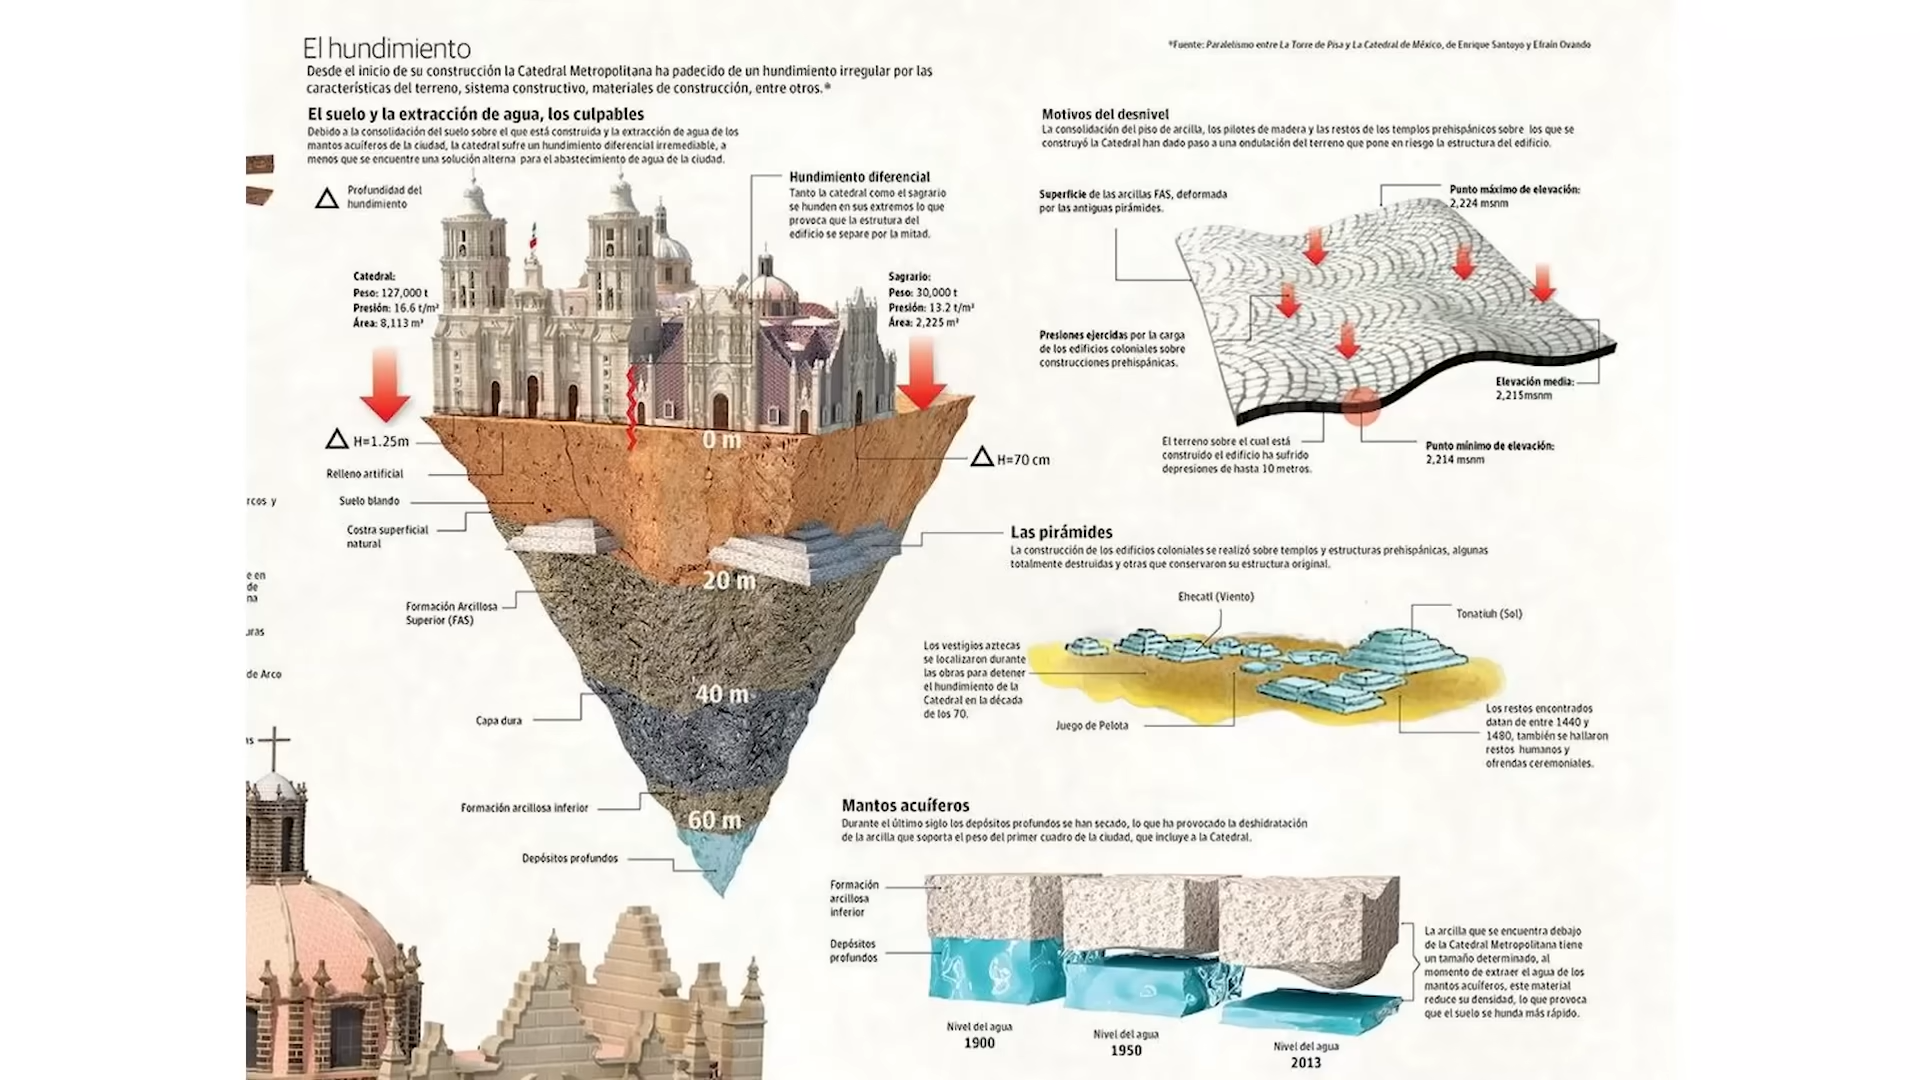 El hundimiento
Desde el inicio de su construcción la Catedral Metropolitana ha padecido de un hundimiento irregular por las
características del terreno, sistema constructivo, materiales de construcción, entre otros.*
*Fuente: Paralelismo entre La Torre de Pisa y La Catedral de México, de Enrique Santoyo y Efraín Ovando
El suelo y la extracción de agua, los culpables
Debido a la consolidación del suelo sobre el que está construida y la extracción de agua de los
mantos acuíferos de la ciudad, la catedral sufre un hundimiento diferencial irremediable, a
menos que se encuentre una solución alterna para el abastecimiento de agua de la ciudad.
Profundidad del
hundimiento
Hundimiento diferencial
Tanto la catedral como el sagrario
se hunden en sus extremos lo que
provoca que la estrutura del
edificio se separe por la mitad.
Catedral:
Peso: 127,000 t
Presión: 16.6 t/m²
Área: 8,113 m²
Sagrario:
Peso: 30,000 t
Presión: 13.2 t/m²
Área: 2,225 m²
H=1.25m
H=70 cm
0 m
20 m
40 m
60 m
Relleno artificial
Suelo blando
Costra superficial
natural
Formación Arcillosa
Superior (FAS)
Capa dura
Formación arcillosa inferior
Depósitos profundos
Motivos del desnivel
La consolidación del piso de arcilla, los pilotes de madera y las restos de los templos prehispánicos sobre los que se
construyó la Catedral han dado paso a una ondulación del terreno que pone en riesgo la estructura del edificio.
Superficie de las arcillas FAS, deformada
por las antiguas pirámides.
Punto máximo de elevación:
2,224 msnm
Presiones ejercidas por la carga
de los edificios coloniales sobre
construcciones prehispánicas.
Elevación media:
2,215msnm
El terreno sobre el cual está
construido el edificio ha sufrido
depresiones de hasta 10 metros.
Punto mínimo de elevación:
2,214 msnm
Las pirámides
La construcción de los edificios coloniales se realizó sobre templos y estructuras prehispánicas, algunas
totalmente destruidas y otras que conservaron su estructura original.
Ehecatl (Viento)
Tonatiuh (Sol)
Los vestigios aztecas
se localizaron durante
las obras para detener
el hundimiento de la
Catedral en la década
de los 70.
Juego de Pelota
Los restos encontrados
datan de entre 1440 y
1480, también se hallaron
restos humanos y
ofrendas ceremoniales.
Mantos acuíferos
Durante el último siglo los depósitos profundos se han secado, lo que ha provocado la deshidratación
de la arcilla que soporta el peso del primer cuadro de la ciudad, que incluye a la Catedral.
Formación
arcillosa
inferior
Depósitos
profundos
Nivel del agua
1900
Nivel del agua
1950
Nivel del agua
2013
La arcilla que se encuentra debajo
de la Catedral Metropolitana tiene
un tamaño determinado, al
momento de extraer el agua de los
mantos acuíferos, este material
reduce su densidad, lo que provoca
que el suelo se hunda más rápido.
rcos y
e en
de
na
uras
de Arco
as